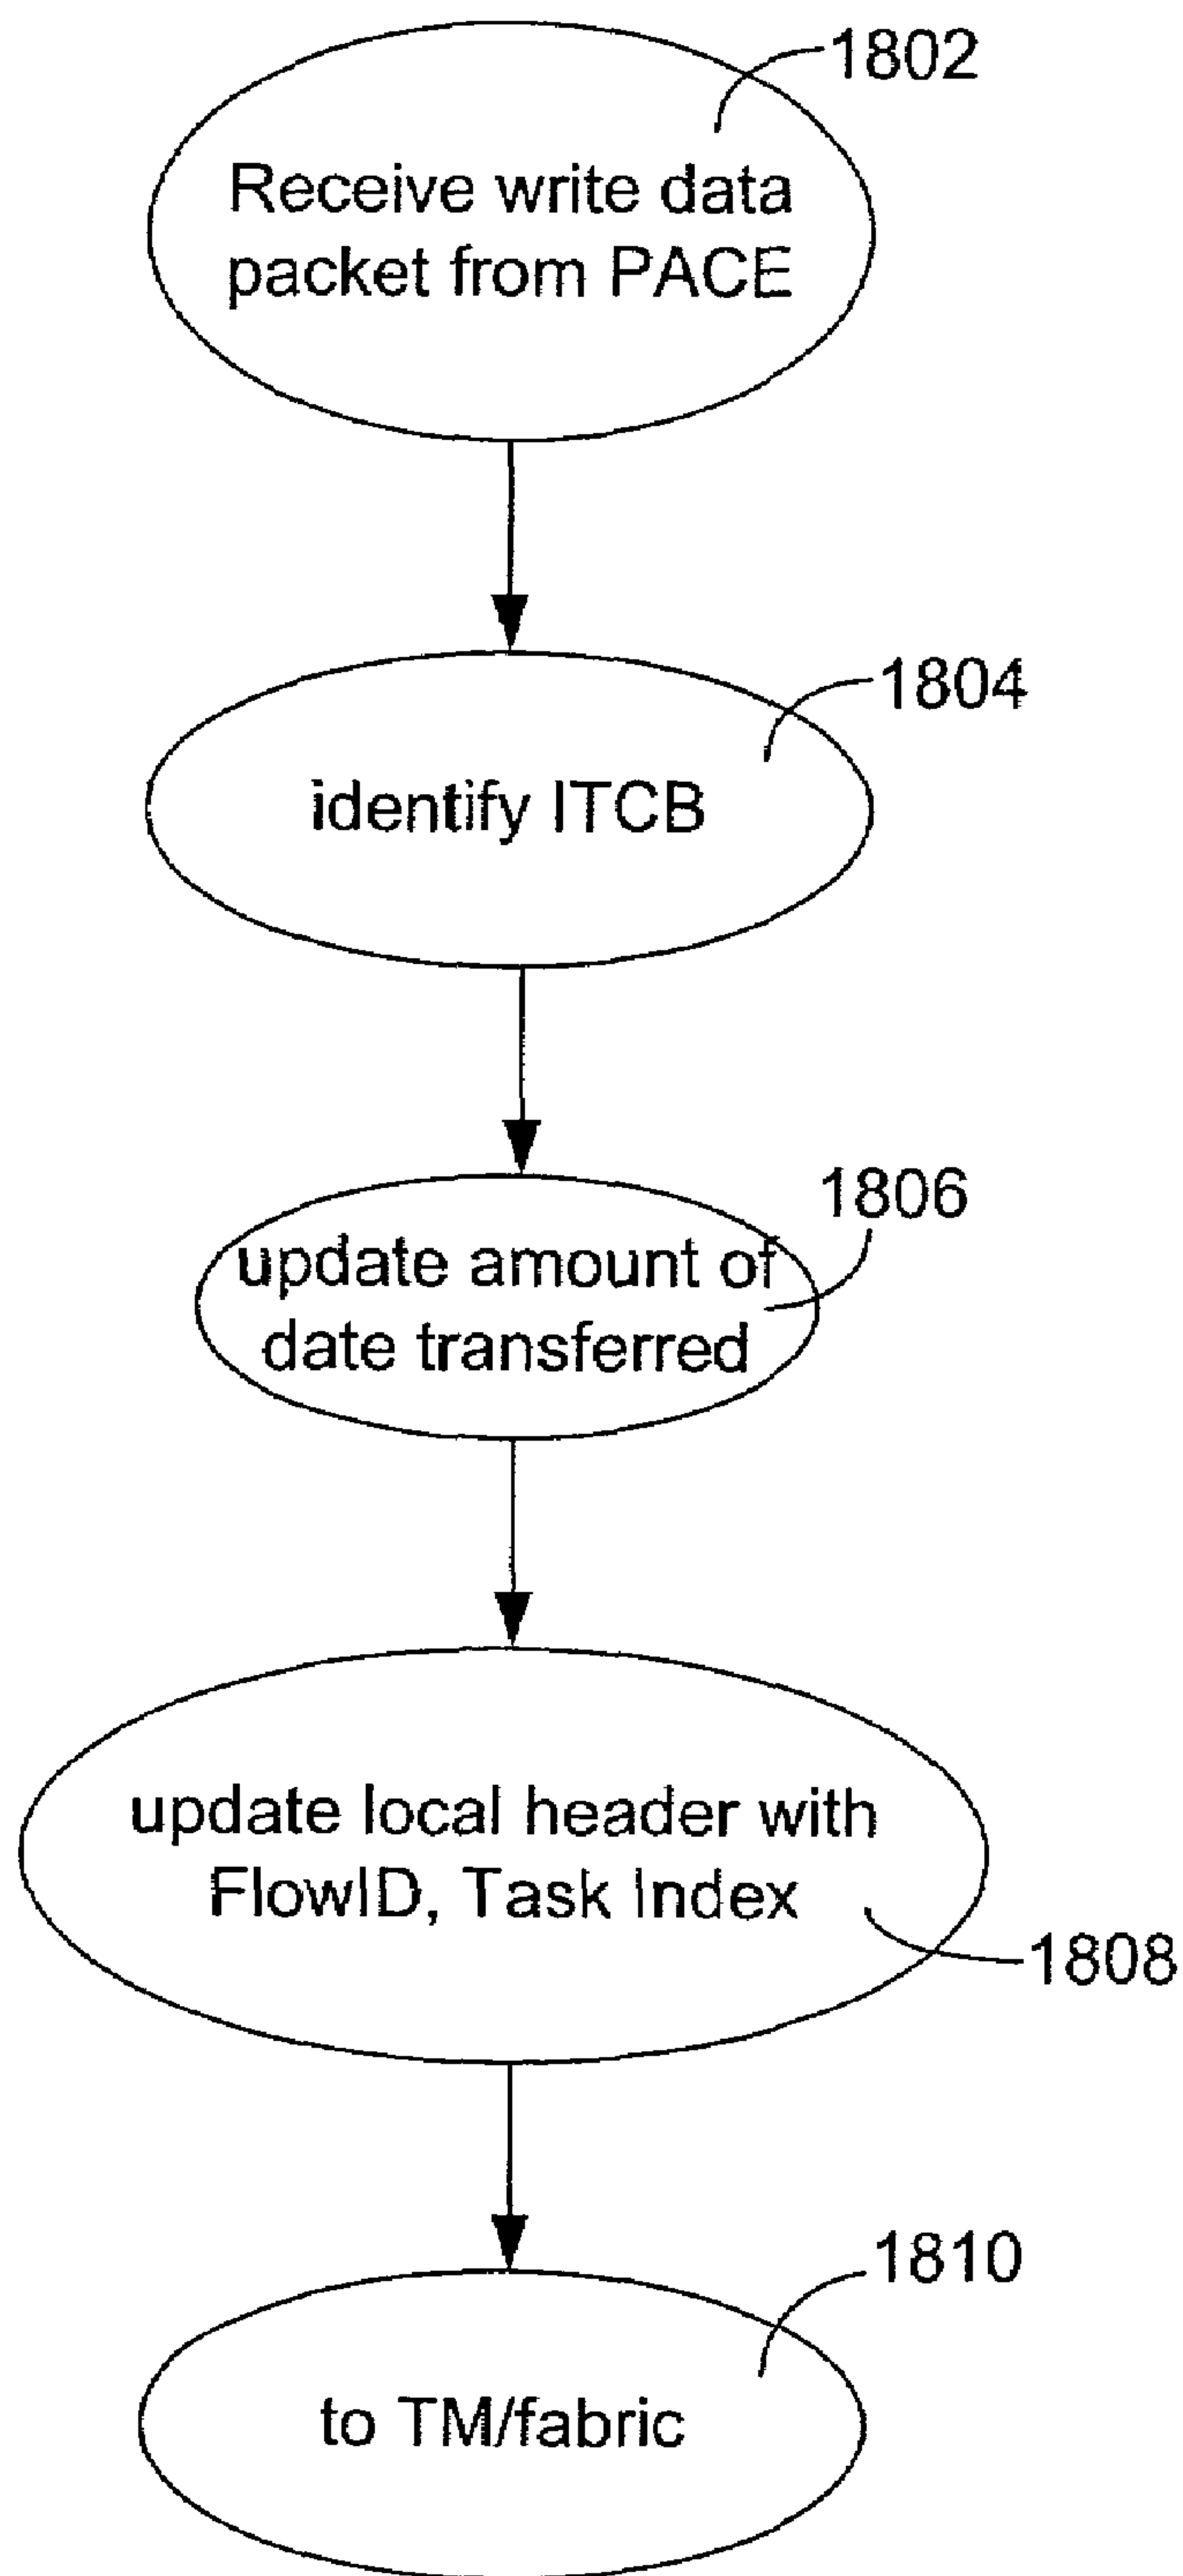 1802
Receive write data
packet from PACE
1804
identify ITCB
1806
update amount of
date transferred
update local header with
FlowID, Task Index
1808
1810
to TM/fabric